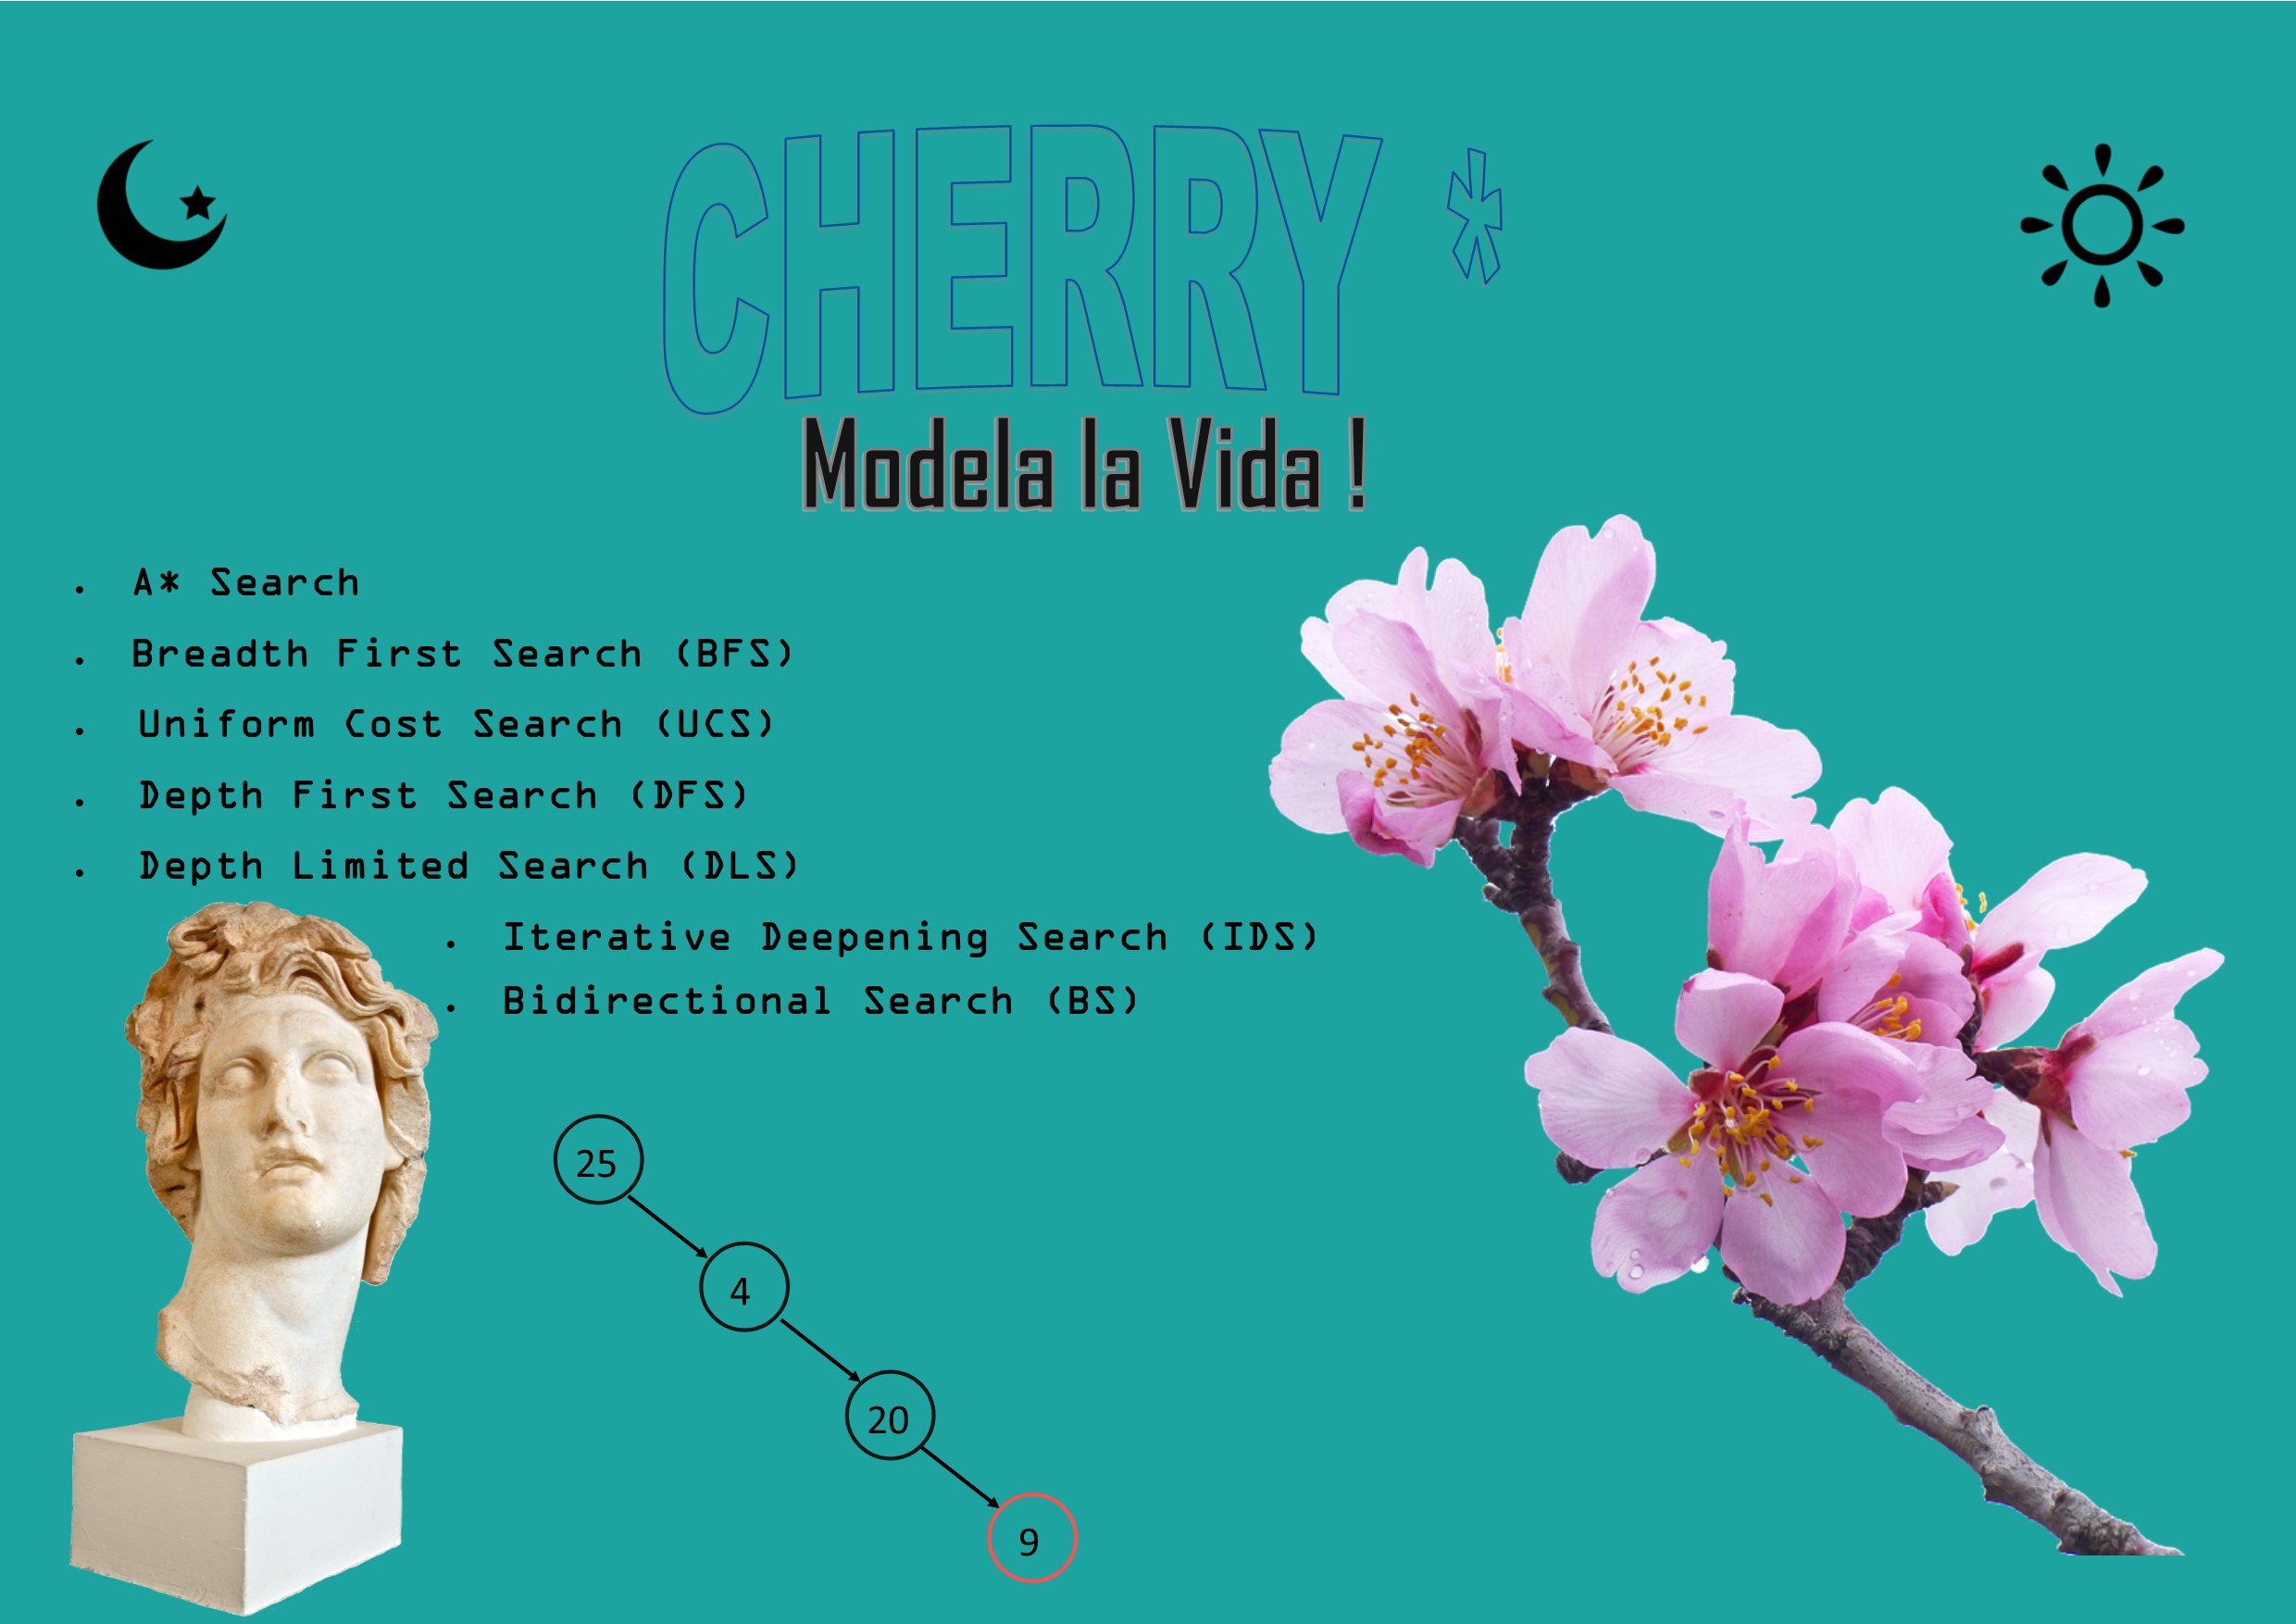 CHERRY *
Modela la Vida !
. A* Search
. Breadth First Search (BFS)
. Uniform Cost Search (UCS)
. Depth First Search (DFS)
. Depth Limited Search (DLS)
. Iterative Deepening Search (IDS)
. Bidirectional Search (BS)
25
4
20
9